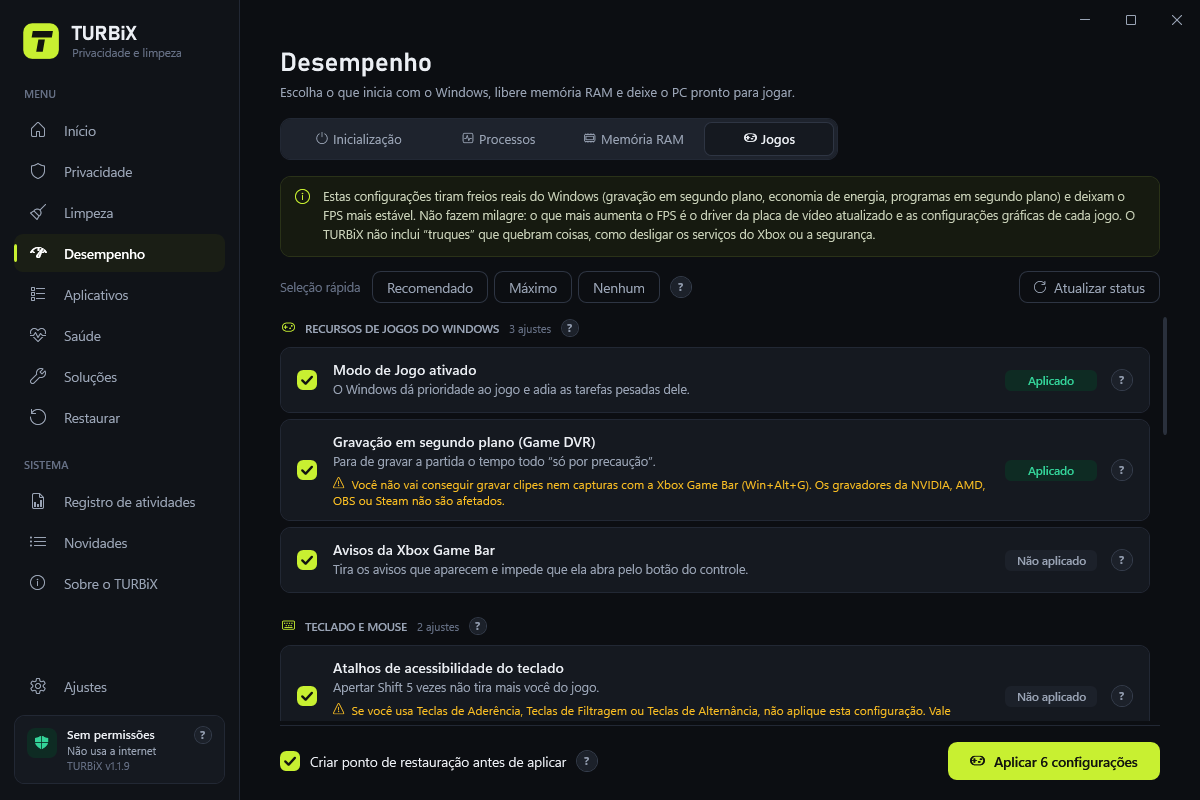 TURBiX
Privacidade e limpeza
MENU
Início
Privacidade
Limpeza
Desempenho
Aplicativos
Saúde
Soluções
Restaurar
SISTEMA
Registro de atividades
Novidades
Sobre o TURBiX
Ajustes
Sem permissões
?
Não usa a internet
TURBiX v1.1.9
Desempenho
Escolha o que inicia com o Windows, libere memória RAM e deixe o PC pronto para jogar.
Inicialização Processos Memória RAM Jogos
Estas configurações tiram freios reais do Windows (gravação em segundo plano, economia de energia, programas em segundo plano) e deixam o
FPS mais estável. Não fazem milagre: o que mais aumenta o FPS é o driver da placa de vídeo atualizado e as configurações gráficas de cada jogo. O
TURBiX não inclui “truques” que quebram coisas, como desligar os serviços do Xbox ou a segurança.
Seleção rápida Recomendado Máximo Nenhum ? Atualizar status
RECURSOS DE JOGOS DO WINDOWS 3 ajustes ?
Modo de Jogo ativado
O Windows dá prioridade ao jogo e adia as tarefas pesadas dele.
Aplicado ?
Gravação em segundo plano (Game DVR)
Para de gravar a partida o tempo todo “só por precaução”.
Você não vai conseguir gravar clipes nem capturas com a Xbox Game Bar (Win+Alt+G). Os gravadores da NVIDIA, AMD,
OBS ou Steam não são afetados.
Aplicado ?
Avisos da Xbox Game Bar
Tira os avisos que aparecem e impede que ela abra pelo botão do controle.
Não aplicado ?
TECLADO E MOUSE 2 ajustes ?
Atalhos de acessibilidade do teclado
Apertar Shift 5 vezes não tira mais você do jogo.
Se você usa Teclas de Aderência, Teclas de Filtragem ou Teclas de Alternância, não aplique esta configuração. Vale
Não aplicado ?
Criar ponto de restauração antes de aplicar ?
Aplicar 6 configurações